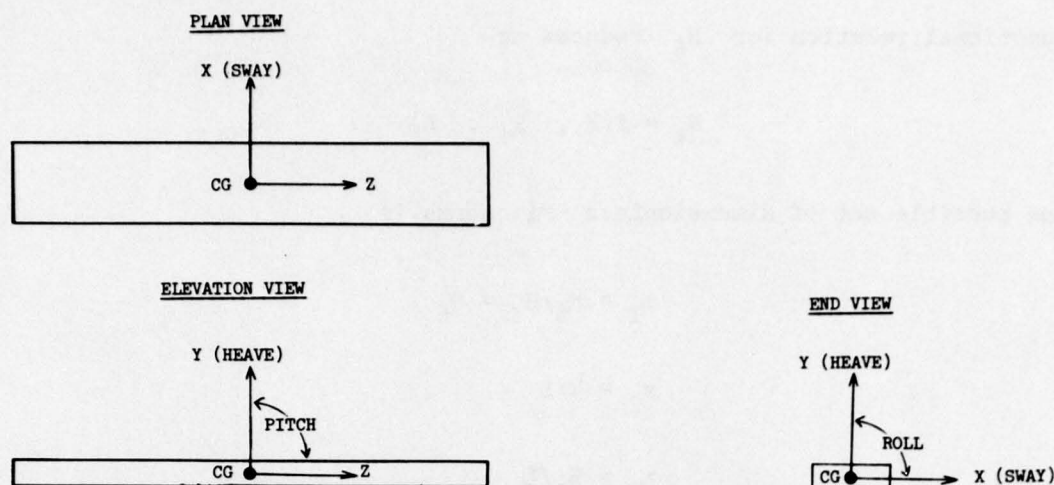 PLAN VIEW
X (SWAY)
CG
Z
ELEVATION VIEW
Y (HEAVE)
PITCH
CG
Z
END VIEW
Y (HEAVE)
ROLL
CG
X (SWAY)